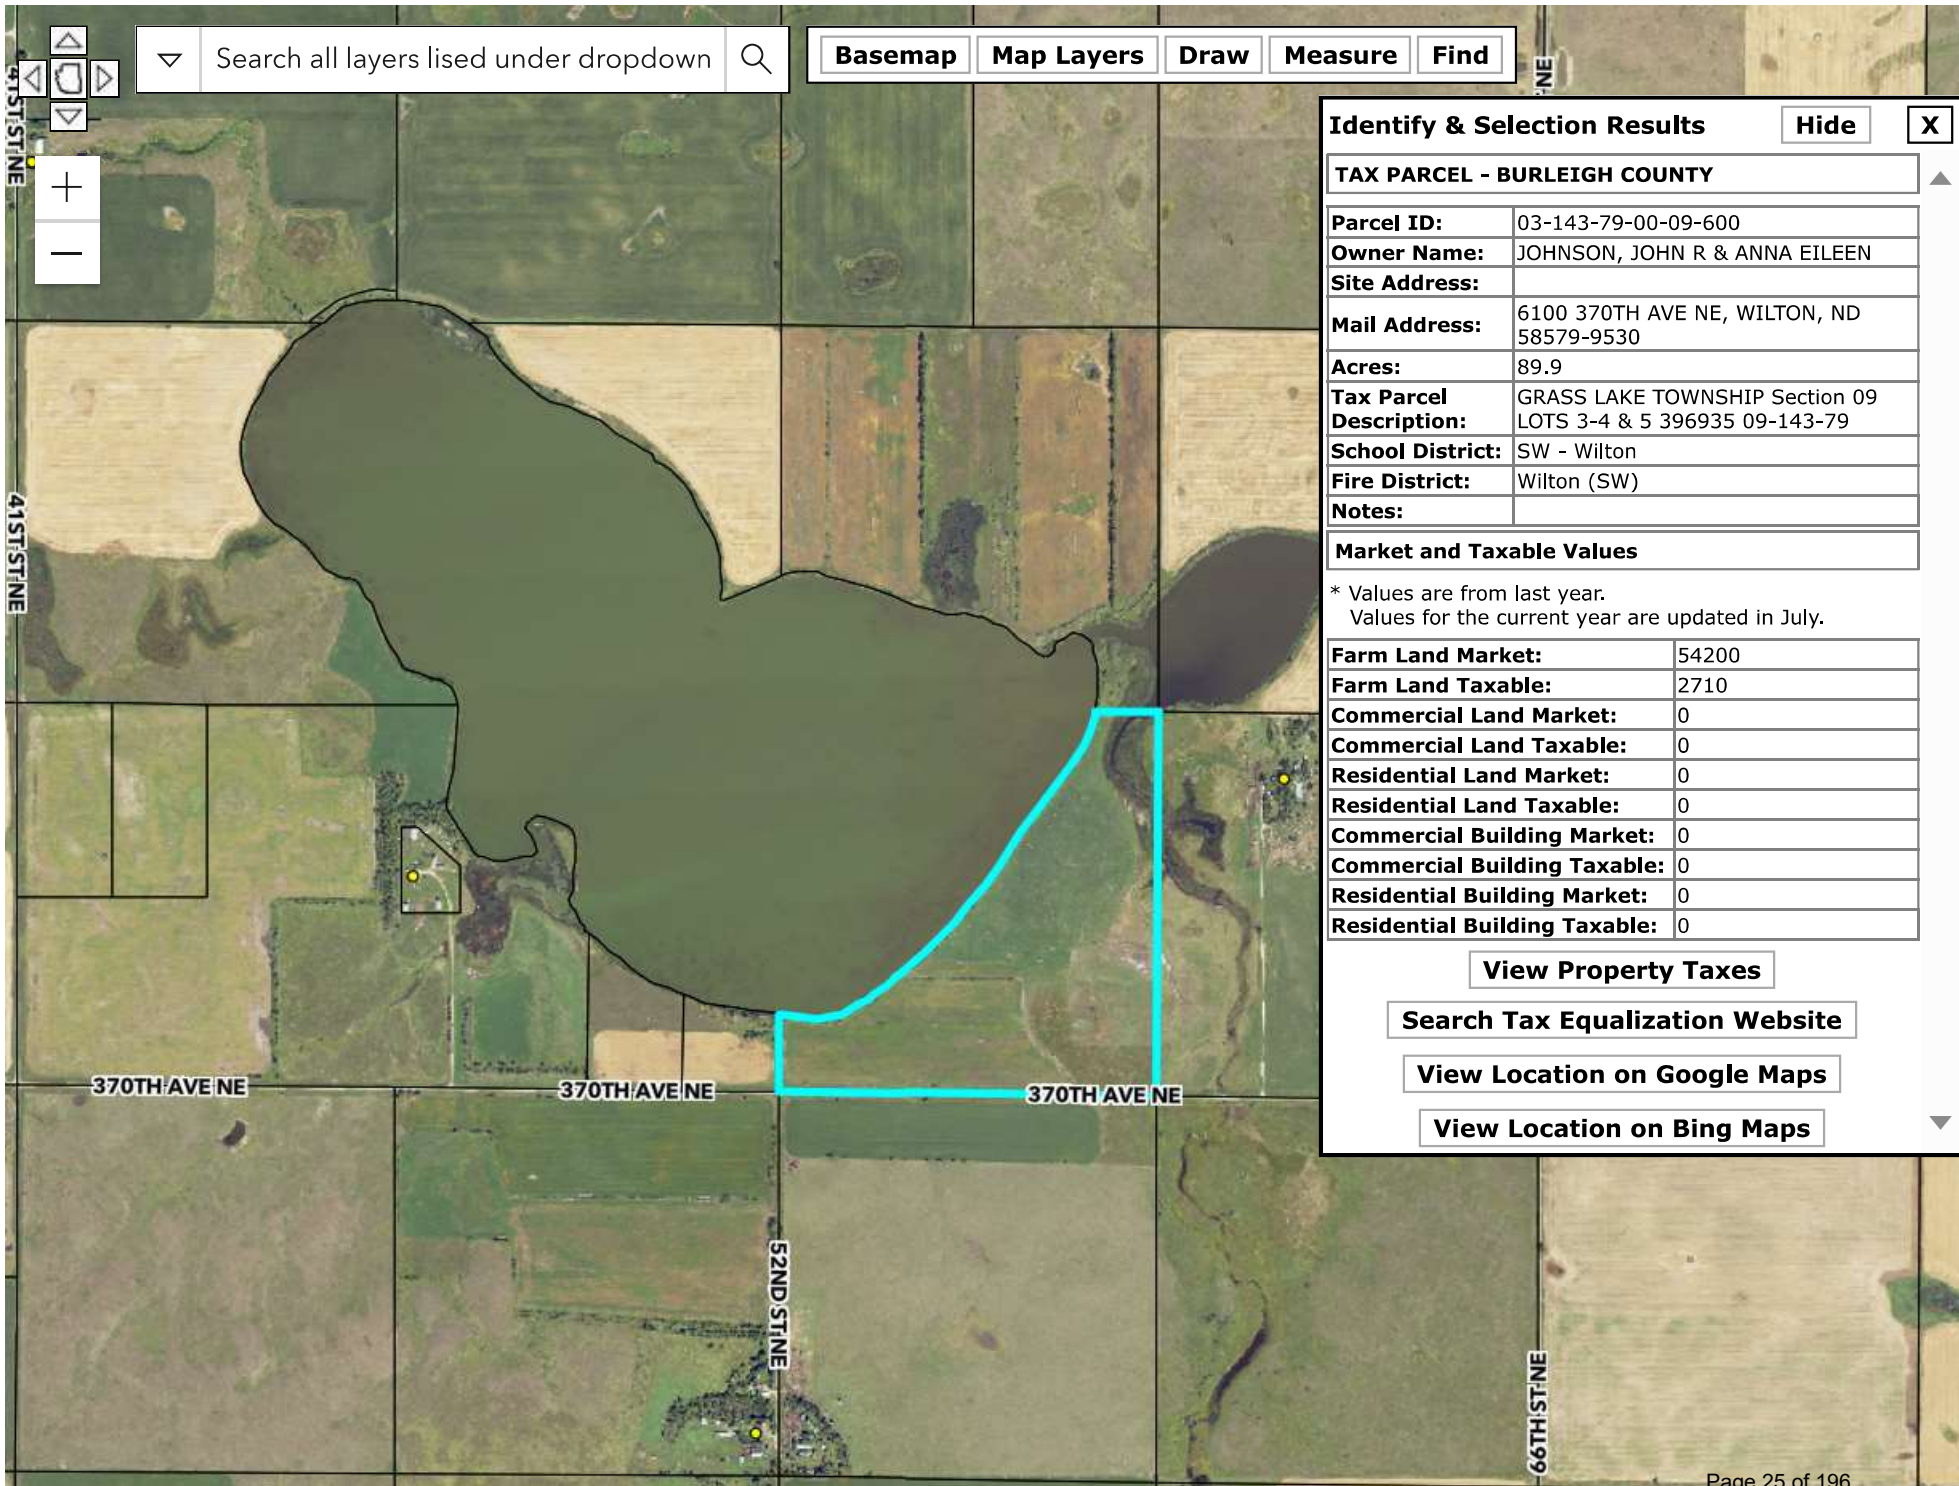 Search all layers lised under dropdown
Basemap
Map Layers
Draw
Measure
Find
Identify & Selection Results
Hide
X
TAX PARCEL - BURLEIGH COUNTY
Parcel ID: 03-143-79-00-09-600
Owner Name: JOHNSON, JOHN R & ANNA EILEEN
Site Address:
Mail Address: 6100 370TH AVE NE, WILTON, ND
58579-9530
Acres: 89.9
Tax Parcel
Description:
GRASS LAKE TOWNSHIP Section 09
LOTS 3-4 & 5 396935 09-143-79
School District: SW - Wilton
Fire District: Wilton (SW)
Notes:
Market and Taxable Values
* Values are from last year.
Values for the current year are updated in July.
Farm Land Market: 54200
Farm Land Taxable: 2710
Commercial Land Market: 0
Commercial Land Taxable: 0
Residential Land Market: 0
Residential Land Taxable: 0
Commercial Building Market: 0
Commercial Building Taxable: 0
Residential Building Market: 0
Residential Building Taxable: 0
View Property Taxes
Search Tax Equalization Website
View Location on Google Maps
View Location on Bing Maps
41ST ST NE
NE
41ST ST NE
370TH AVE NE
370TH AVE NE
370TH AVE NE
52ND ST NE
66TH ST NE
Page 25 of 196